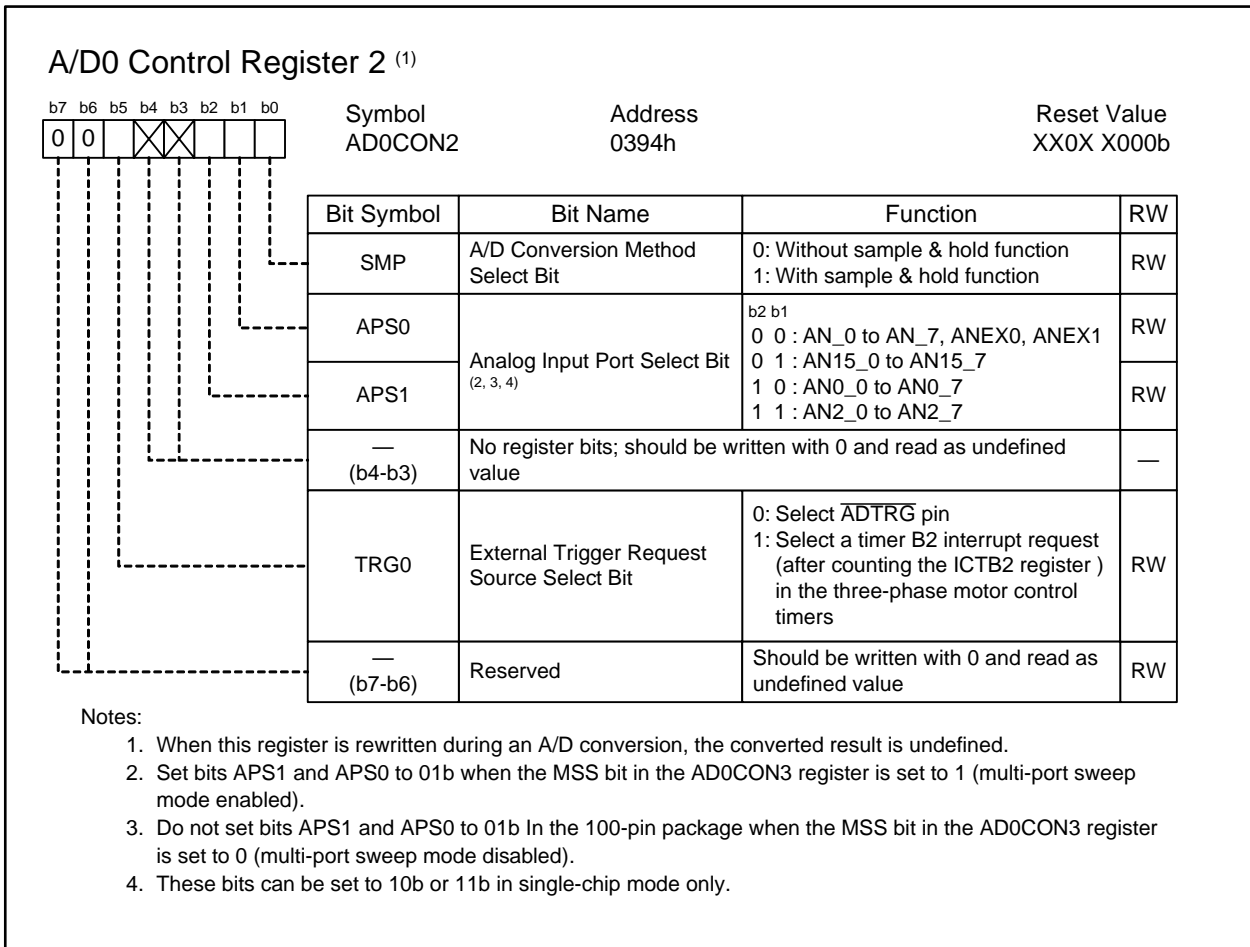 A/D0 Control Register 2 (1)
b7 b6 b5 b4 b3 b2 b1 b0
0 0
Symbol Address Reset Value
AD0CON2 0394h XX0X X000b
Bit Symbol Bit Name Function RW
SMP
A/D Conversion Method
Select Bit
0: Without sample & hold function
1: With sample & hold function
RW
APS0
APS1
Analog Input Port Select Bit
(2, 3, 4)
b2 b1
0 0 : AN_0 to AN_7, ANEX0, ANEX1
0 1 : AN15_0 to AN15_7
1 0 : AN0_0 to AN0_7
1 1 : AN2_0 to AN2_7
RW
RW
—
(b4-b3)
No register bits; should be written with 0 and read as undefined
value
—
TRG0
External Trigger Request
Source Select Bit
0: Select ADTRG pin
1: Select a timer B2 interrupt request
(after counting the ICTB2 register )
in the three-phase motor control
timers
RW
—
(b7-b6)
Reserved
Should be written with 0 and read as
undefined value
RW
Notes:
1. When this register is rewritten during an A/D conversion, the converted result is undefined.
2. Set bits APS1 and APS0 to 01b when the MSS bit in the AD0CON3 register is set to 1 (multi-port sweep
mode enabled).
3. Do not set bits APS1 and APS0 to 01b In the 100-pin package when the MSS bit in the AD0CON3 register
is set to 0 (multi-port sweep mode disabled).
4. These bits can be set to 10b or 11b in single-chip mode only.